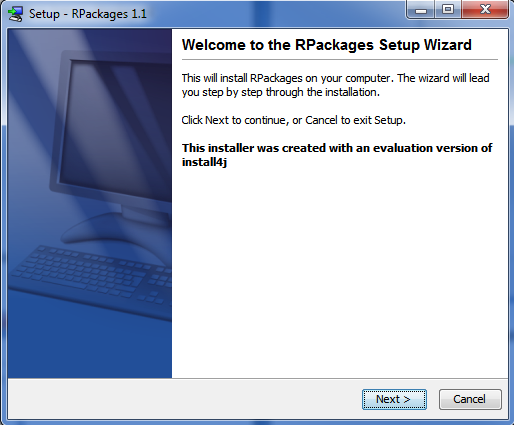 Setup - RPackages 1.1
Welcome to the RPackages Setup Wizard
This will install RPackages on your computer. The wizard will lead
you step by step through the installation.
Click Next to continue, or Cancel to exit Setup.
This installer was created with an evaluation version of
install4j
Next >
Cancel